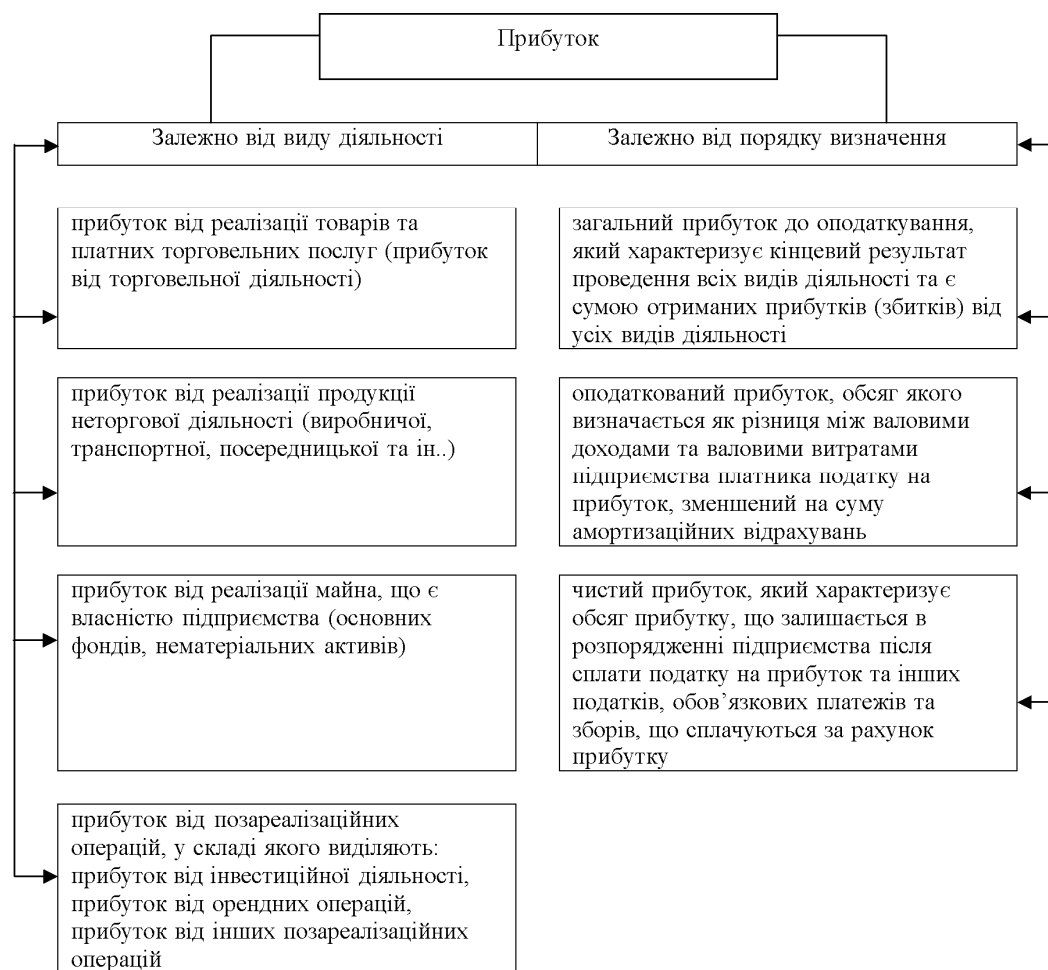 Прибуток
Залежно від виду діяльності
Залежно від порядку визначення
прибуток від реалізації товарів та
платних торговельних послуг (прибуток
від торговельної діяльності)
загальний прибуток до оподаткування,
який характеризує кінцевий результат
проведення всіх видів діяльності та є
сумою отриманих прибутків (збитків) від
усіх видів діяльності
прибуток від реалізації продукції
неторгової діяльності (виробничої,
транспортної, посередницької та ін..)
оподаткований прибуток, обсяг якого
визначається як різниця між валовими
доходами та валовими витратами
підприємства платника податку на
прибуток, зменшений на суму
амортизаційних відрахувань
прибуток від реалізації майна, що є
власністю підприємства (основних
фондів, нематеріальних активів)
чистий прибуток, який характеризує
обсяг прибутку, що залишається в
розпорядженні підприємства після
сплати податку на прибуток та інших
податків, обов’язкових платежів та
зборів, що сплачуються за рахунок
прибутку
прибуток від позареалізаційних
операцій, у складі якого виділяють:
прибуток від інвестиційної діяльності,
прибуток від орендних операцій,
прибуток від інших позареалізаційних
операцій